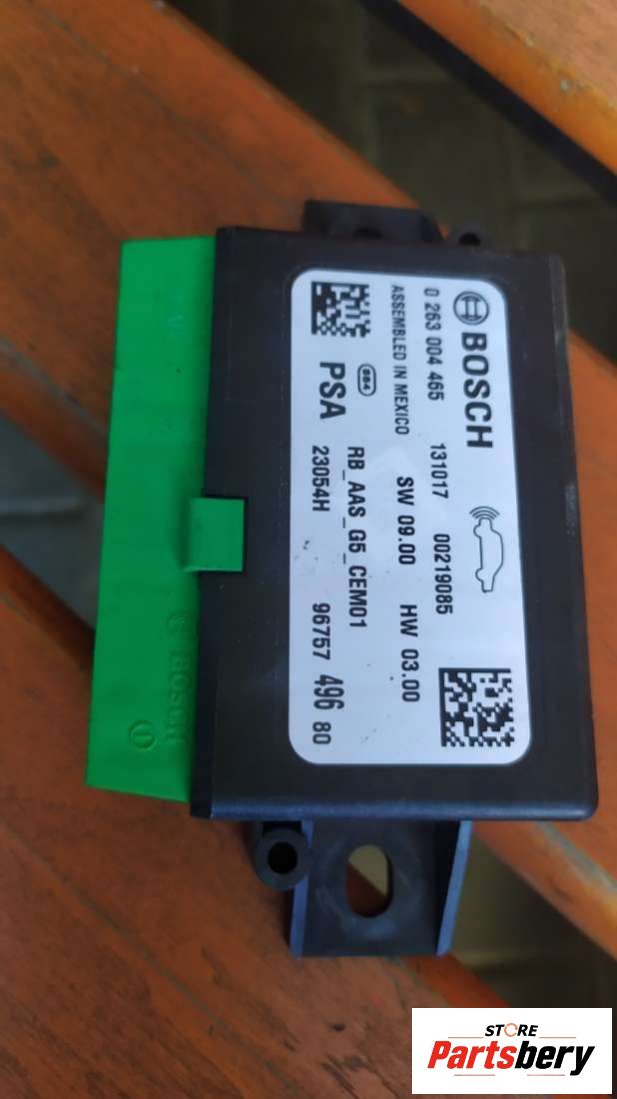 BOSCH
0 263 004 465 131017 00219085
ASSEMBLED IN MEXICO SW 09.00 HW 03.00
RB_AAS_G5_CEM01
PSA 23054H 96757 496 80
BOSCH
STORE
Partsbery